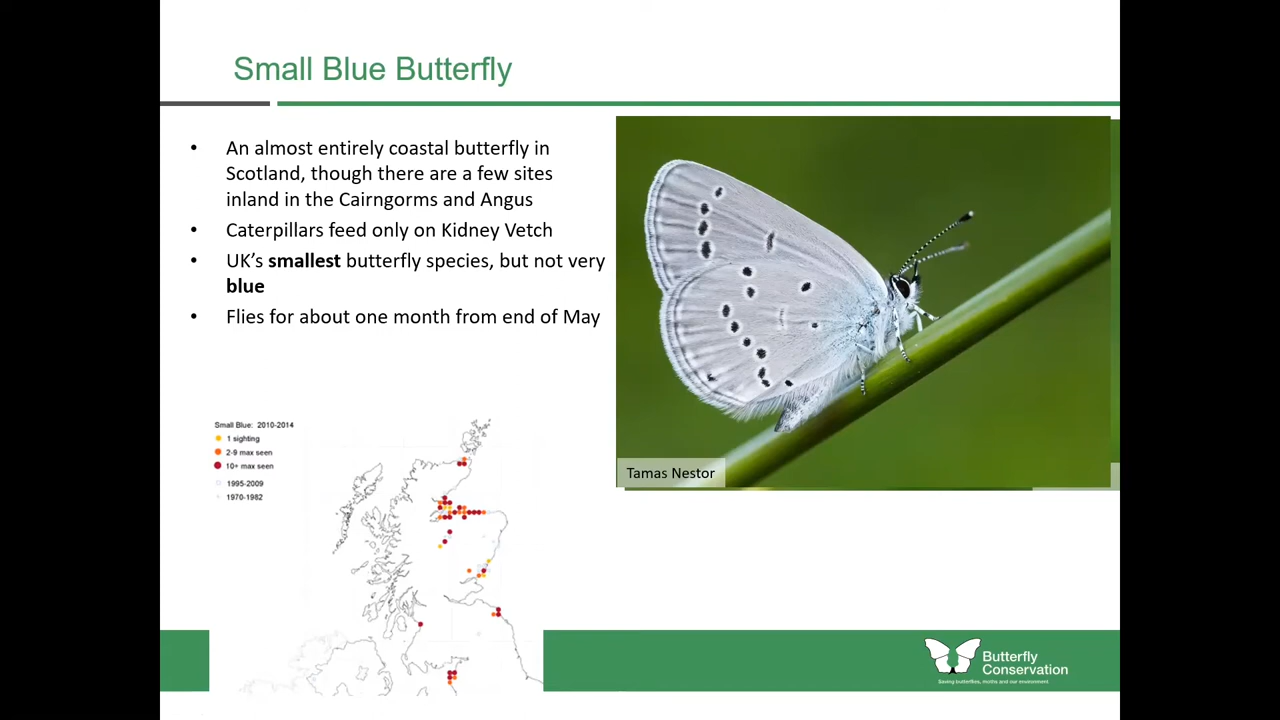 Small Blue Butterfly
• An almost entirely coastal butterfly in
Scotland, though there are a few sites
inland in the Cairngorms and Angus
• Caterpillars feed only on Kidney Vetch
• UK's smallest butterfly species, but not very
blue
• Flies for about one month from end of May
Tamas Nestor
Small Blue: 2010-2014
1 sighting
2-9 max seen
10+ max seen
1995-2009
1970-1982
Butterfly
Conservation
Saving butterflies, moths and our environment